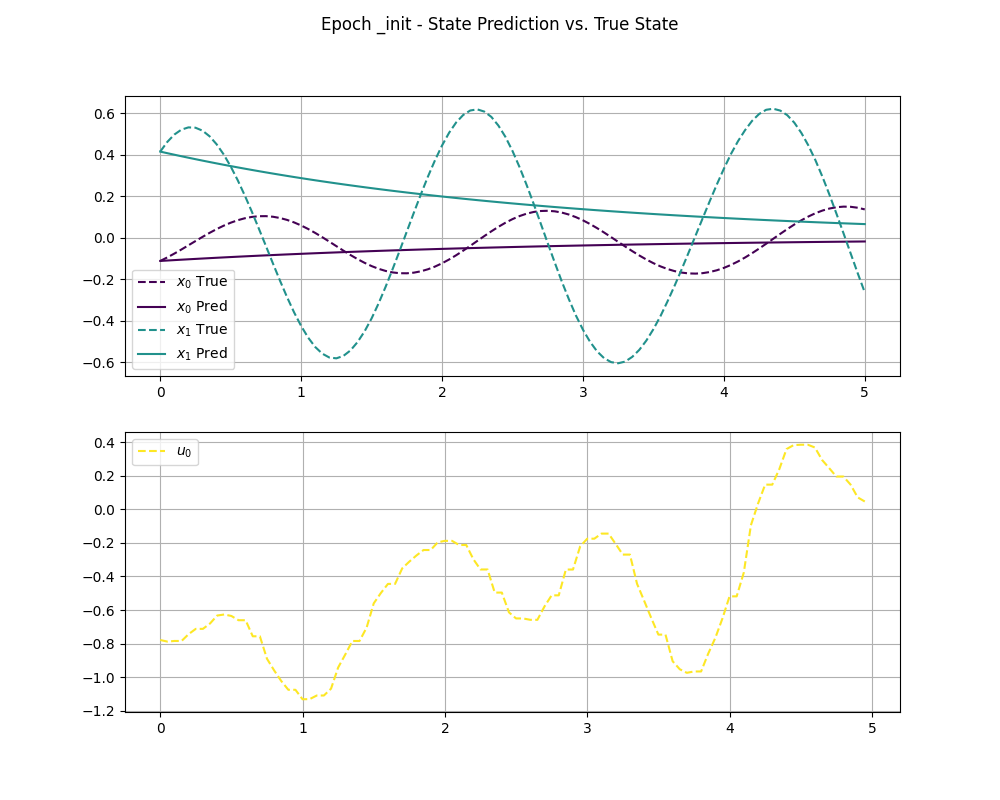 Epoch _init - State Prediction vs. True State
0.6
0.4
0.2
0.0
−0.2
−0.4
−0.6
x₀ True
x₀ Pred
x₁ True
x₁ Pred
0 1 2 3 4 5
0.4
0.2
0.0
−0.2
−0.4
−0.6
−0.8
−1.0
−1.2
u₀
0 1 2 3 4 5